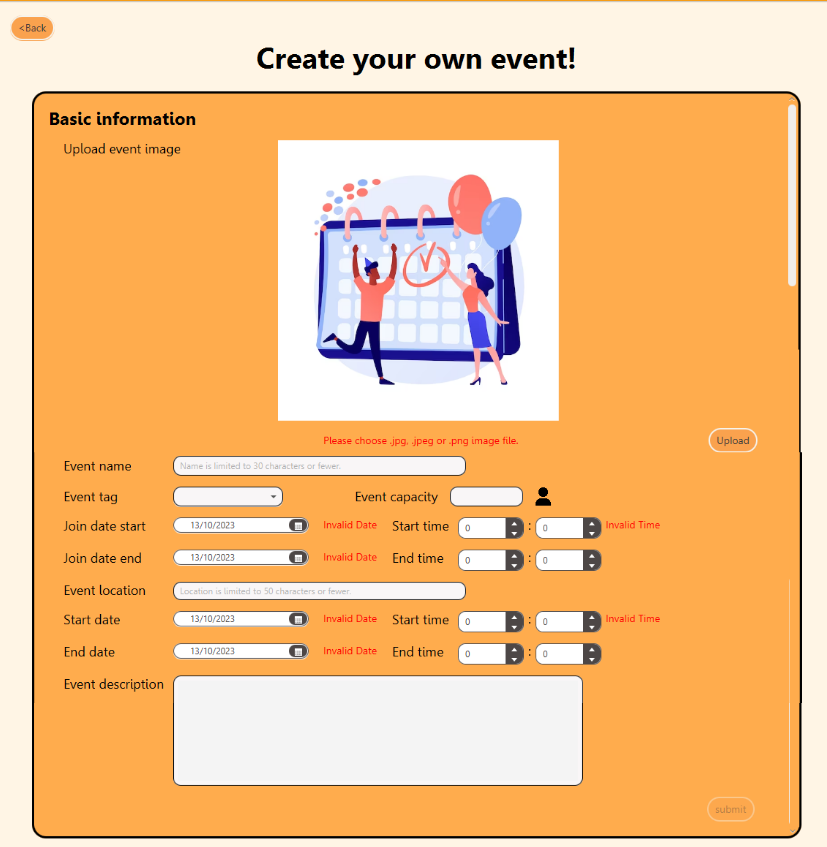 <Back
Create your own event!
Basic information
Upload event image
Please choose .jpg, .jpeg or .png image file.
Upload
Event name Name is limited to 30 characters or fewer.
Event tag Event capacity
Join date start 13/10/2023 Invalid Date Start time 0 : 0 Invalid Time
Join date end 13/10/2023 Invalid Date End time 0 : 0
Event location Location is limited to 50 characters or fewer.
Start date 13/10/2023 Invalid Date Start time 0 : 0 Invalid Time
End date 13/10/2023 Invalid Date End time 0 : 0
Event description
submit